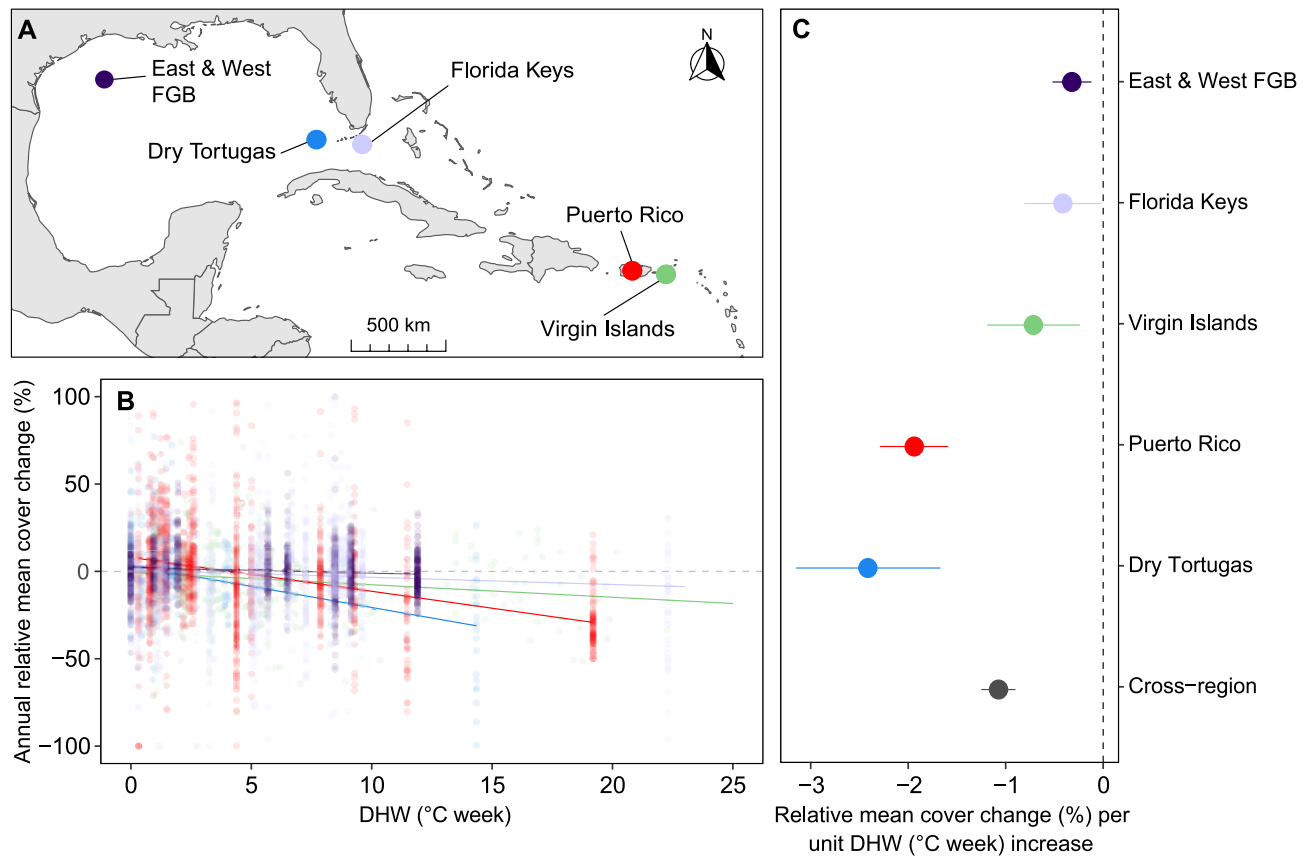 A
N
East & West
FGB
Florida Keys
Dry Tortugas
Puerto Rico
Virgin Islands
500 km
B
Annual relative mean cover change (%)
100
50
0
−50
−100
0
5
10
15
20
25
DHW (°C week)
C
East & West FGB
Florida Keys
Virgin Islands
Puerto Rico
Dry Tortugas
Cross−region
−3
−2
−1
0
Relative mean cover change (%) per
unit DHW (°C week) increase